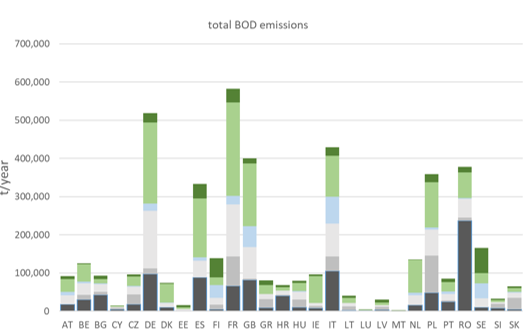 total BOD emissions
700,000
600,000
500,000
400,000
300,000
200,000
100,000
0
t/year
AT BE BG CY CZ DE DK EE ES FI FR GB GR HR HU IE IT LT LU LV MT NL PL PT RO SE SI SK